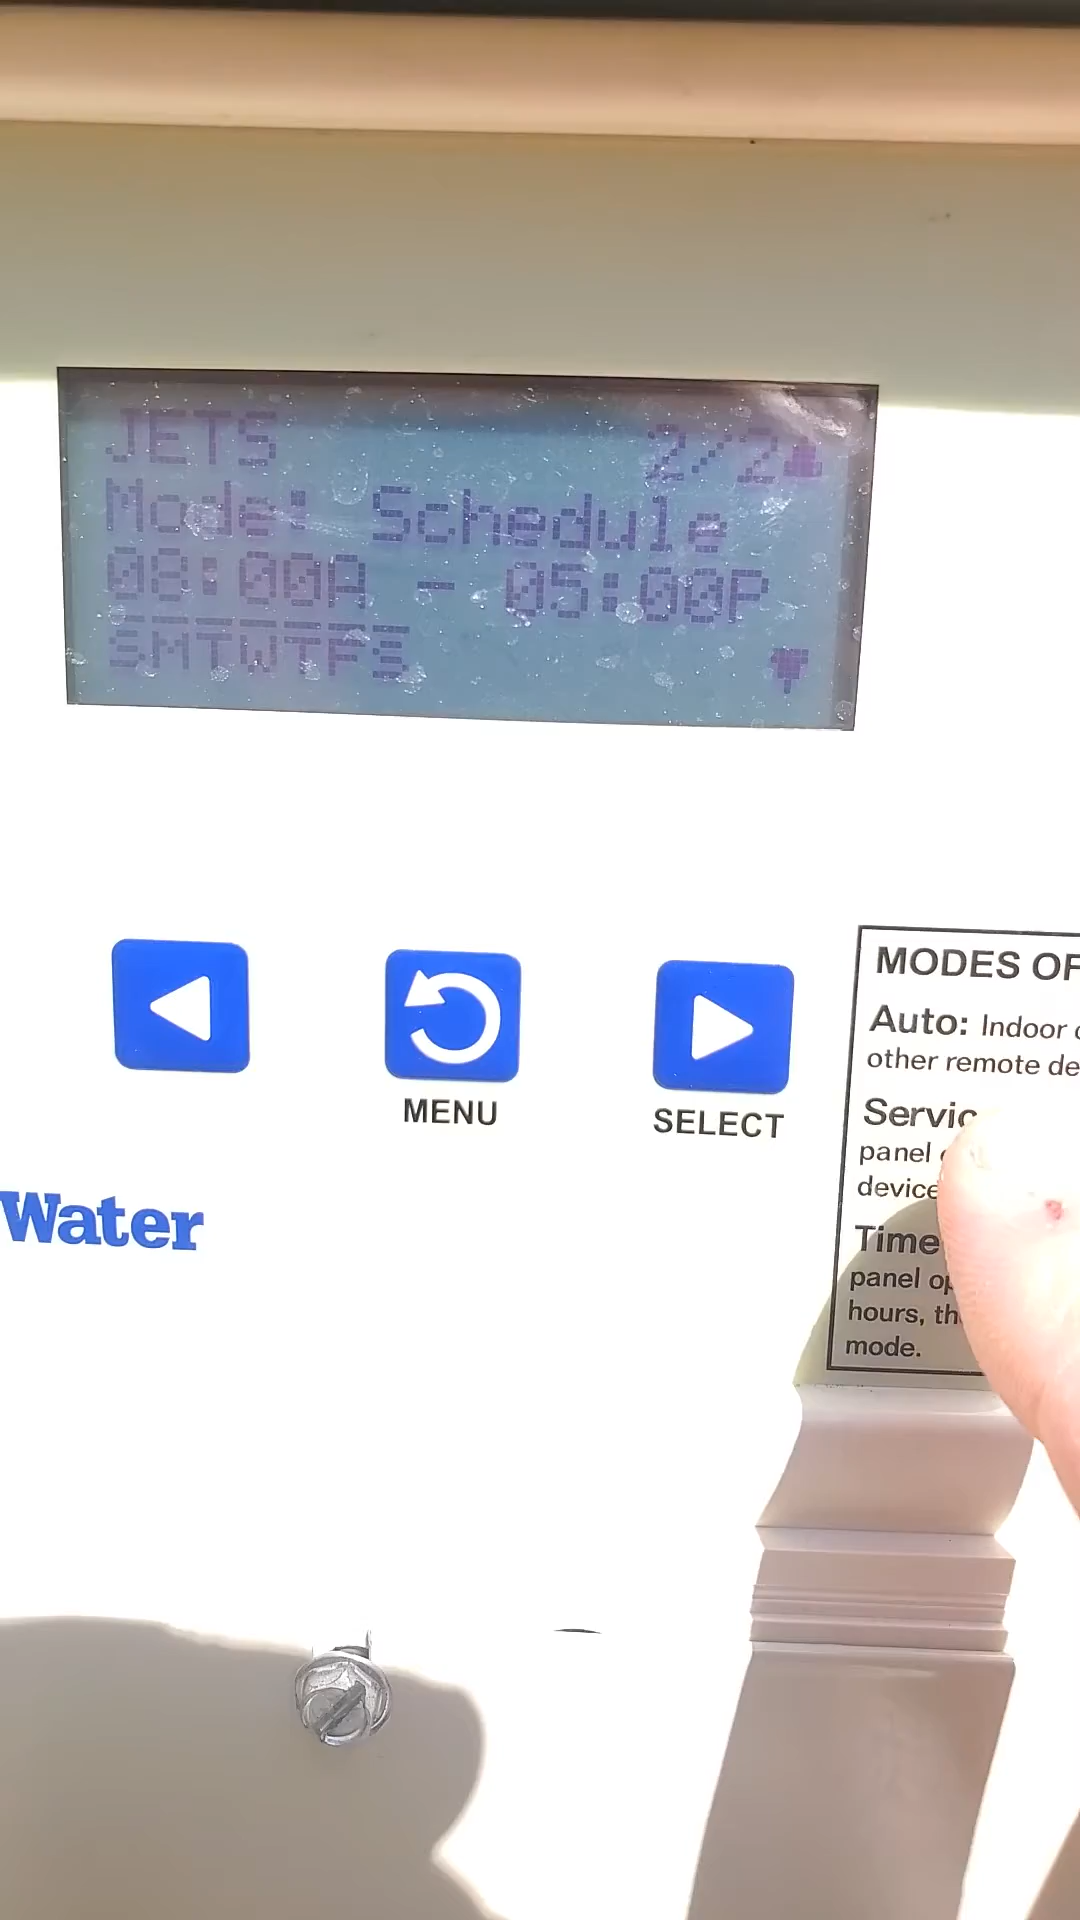 JETS 2/2
Mode: Schedule
08:00A - 05:00P
SMTWTFS
MENU
SELECT
Water
MODES OF
Auto: Indoor
other remote de
Servic
panel
device
Time
panel op
hours, th
mode.